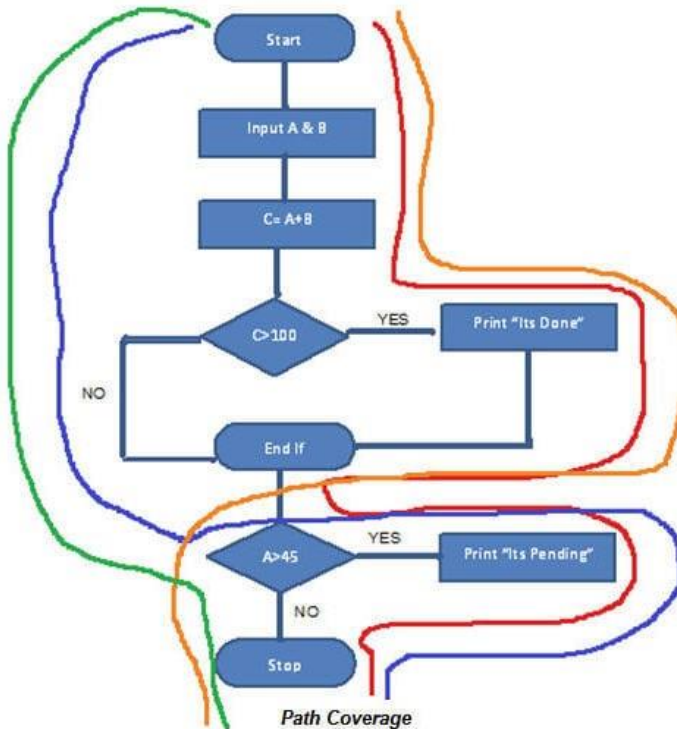 Start
Input A & B
C= A+B
C>100
YES
Print “Its Done”
NO
End If
A>45
YES
Print “Its Pending”
NO
Stop
Path Coverage